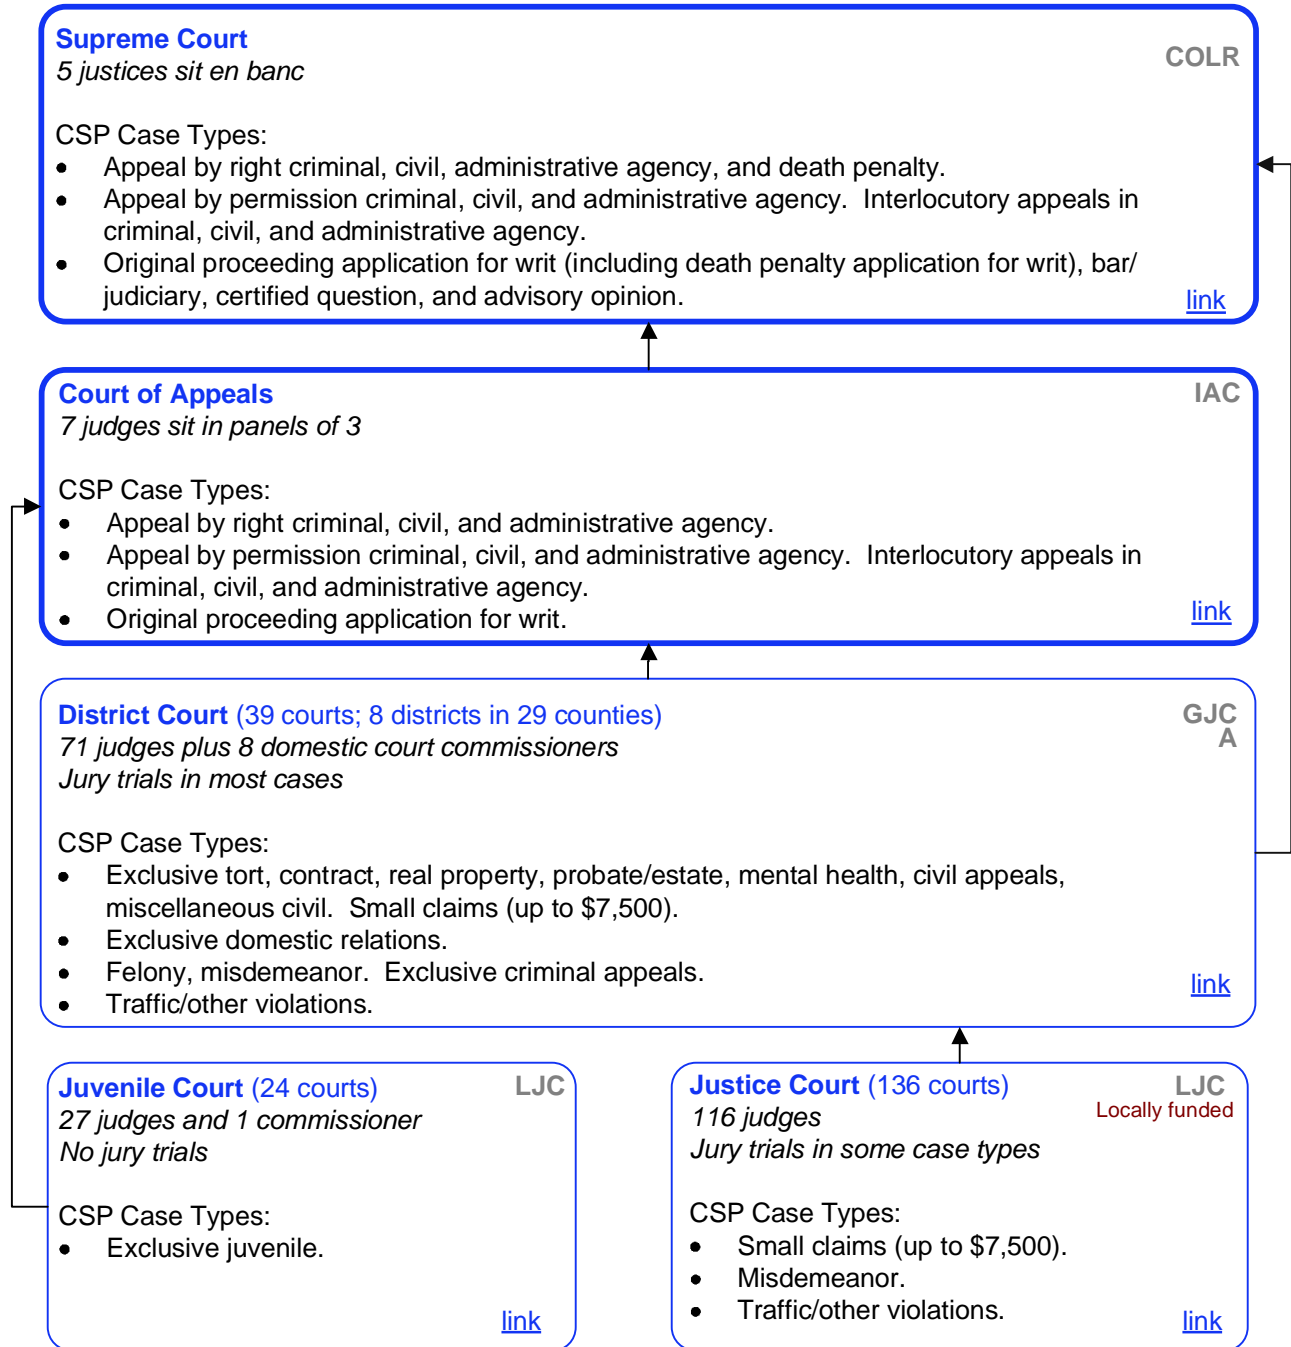 Supreme Court
COLR
5 justices sit en banc
CSP Case Types:
• Appeal by right criminal, civil, administrative agency, and death penalty.
• Appeal by permission criminal, civil, and administrative agency.  Interlocutory appeals in
criminal, civil, and administrative agency.
• Original proceeding application for writ (including death penalty application for writ), bar/
judiciary, certified question, and advisory opinion.
link
Court of Appeals
IAC
7 judges sit in panels of 3
CSP Case Types:
• Appeal by right criminal, civil, and administrative agency.
• Appeal by permission criminal, civil, and administrative agency.  Interlocutory appeals in
criminal, civil, and administrative agency.
• Original proceeding application for writ.
link
District Court (39 courts; 8 districts in 29 counties)
GJC
A
71 judges plus 8 domestic court commissioners
Jury trials in most cases
CSP Case Types:
• Exclusive tort, contract, real property, probate/estate, mental health, civil appeals,
miscellaneous civil.  Small claims (up to $7,500).
• Exclusive domestic relations.
• Felony, misdemeanor.  Exclusive criminal appeals.
• Traffic/other violations.
link
Juvenile Court (24 courts)
LJC
27 judges and 1 commissioner
No jury trials
CSP Case Types:
• Exclusive juvenile.
link
Justice Court (136 courts)
LJC
Locally funded
116 judges
Jury trials in some case types
CSP Case Types:
• Small claims (up to $7,500).
• Misdemeanor.
• Traffic/other violations.
link